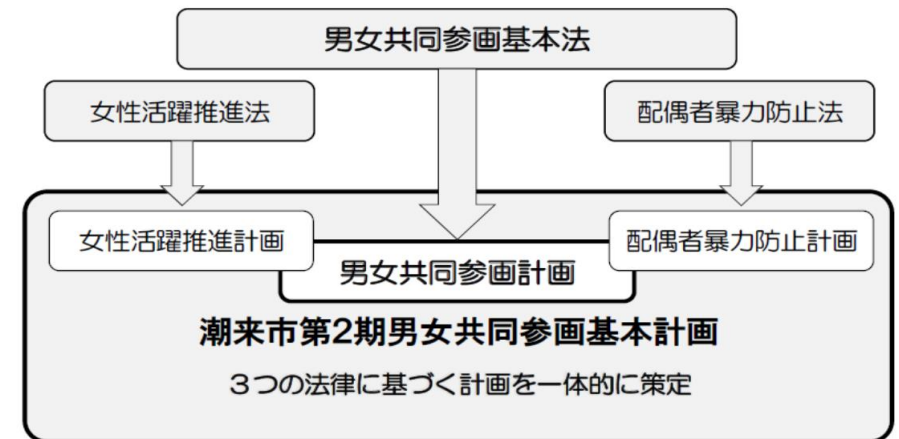 男女共同参画基本法
女性活躍推進法
配偶者暴力防止法
女性活躍推進計画
配偶者暴力防止計画
男女共同参画計画
潮来市第2期男女共同参画基本計画
３つの法律に基づく計画を一体的に策定